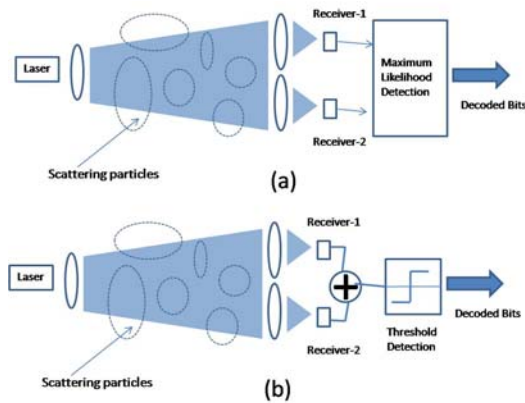 Receiver-1
Laser
Maximum
Likelihood
Detection
Decoded Bits
Receiver-2
Scattering particles
(a)
Receiver-1
Laser
Decoded Bits
Threshold
Detection
Receiver-2
Scattering particles
(b)